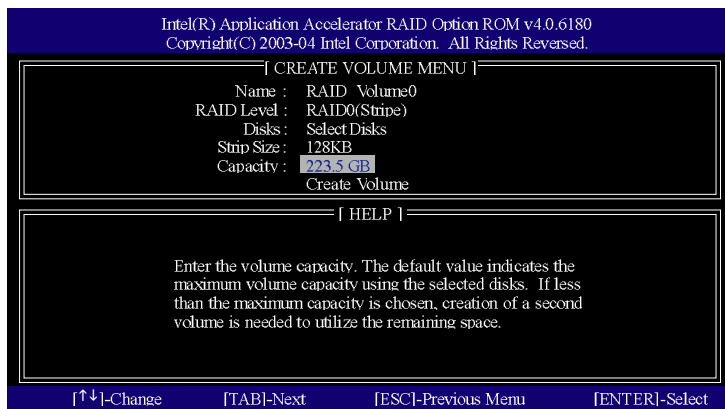 Intel(R) Application Accelerator RAID Option ROM v4.0.6180
Copyright(C) 2003-04 Intel Corporation. All Rights Reversed.
[ CREATE VOLUME MENU ]
Name : RAID_Volume0
RAID Level : RAID0(Stripe)
Disks : Select Disks
Strip Size : 128KB
Capacity : 223.5 GB
Create Volume
[ HELP ]
Enter the volume capacity. The default value indicates the
maximum volume capacity using the selected disks. If less
than the maximum capacity is chosen, creation of a second
volume is needed to utilize the remaining space.
[↑↓]-Change [TAB]-Next [ESC]-Previous Menu [ENTER]-Select